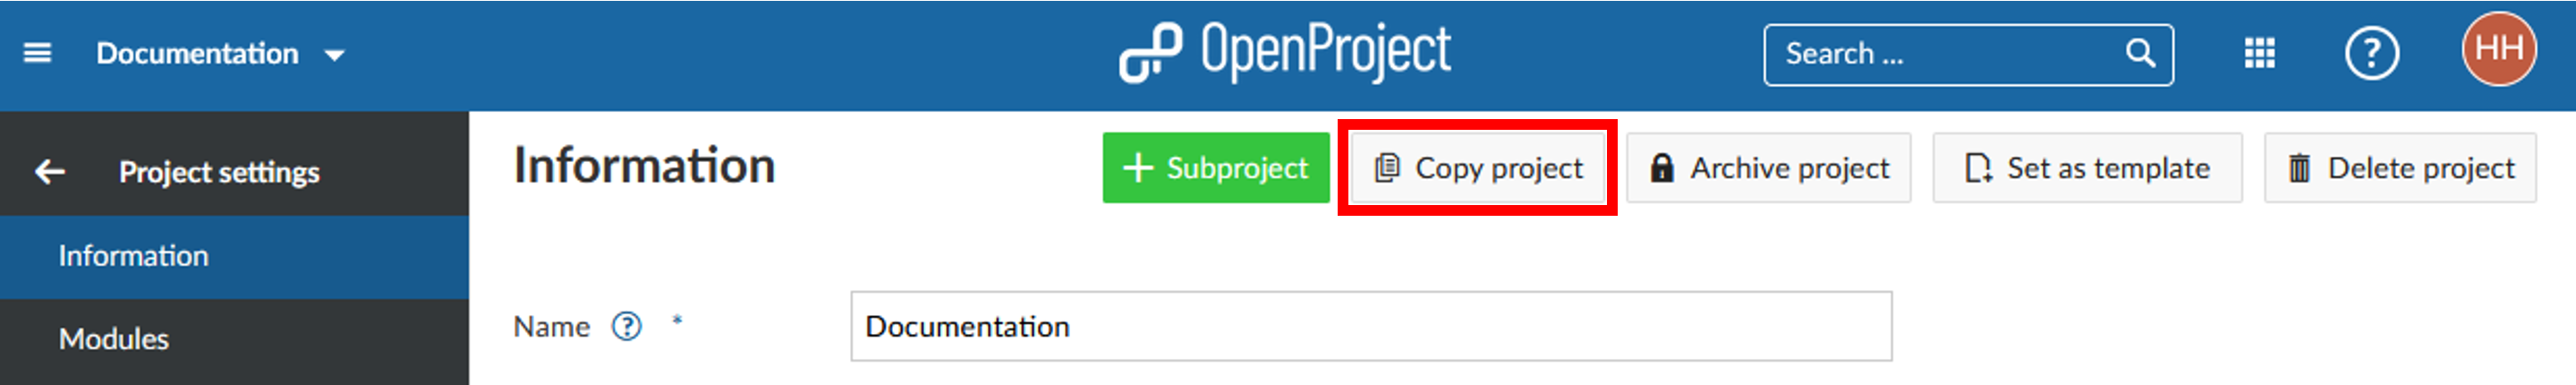 Documentation
OpenProject
Search ...
?
HH
Project settings
Information
Modules
Information
+ Subproject
Copy project
Archive project
Set as template
Delete project
Name ? *
Documentation